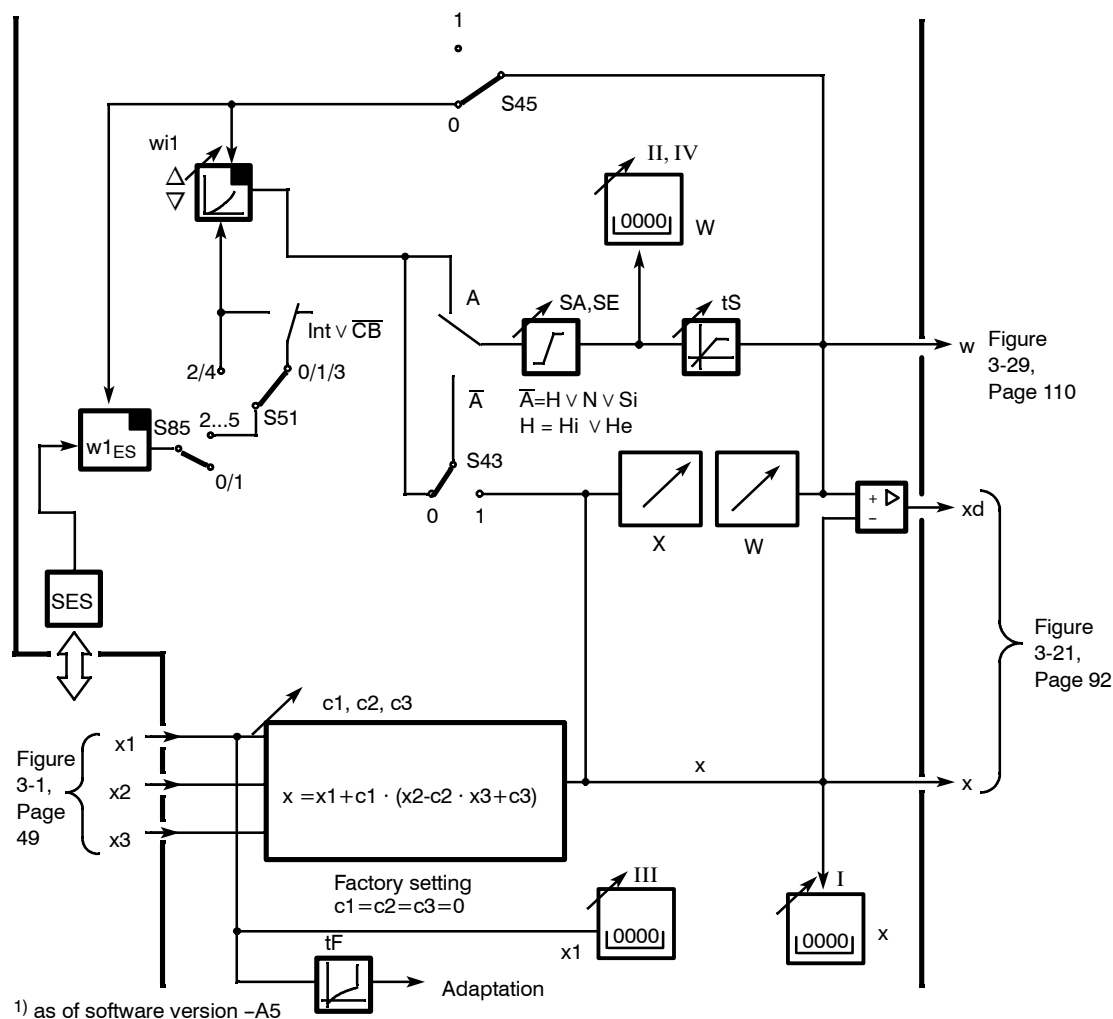 1
S45
0
wi1
II, IV
0000
W
A
SA,SE
tS
Int ∨ C̅B̅
w
Figure
3-29,
Page 110
2/4
0/1/3
A̅
A̅=H ∨ N ∨ Si
H = Hi ∨ He
S85
2...5
S51
w1ES
0/1
S43
0
1
X
W
+
−
xd
SES
Figure
3-21,
Page 92
c1, c2, c3
Figure
3-1,
Page
49
x1
x2
x3
x =x1+c1 · (x2-c2 · x3+c3)
x
x
Factory setting
c1=c2=c3=0
III
0000
x1
I
0000
x
tF
Adaptation
1) as of software version –A5